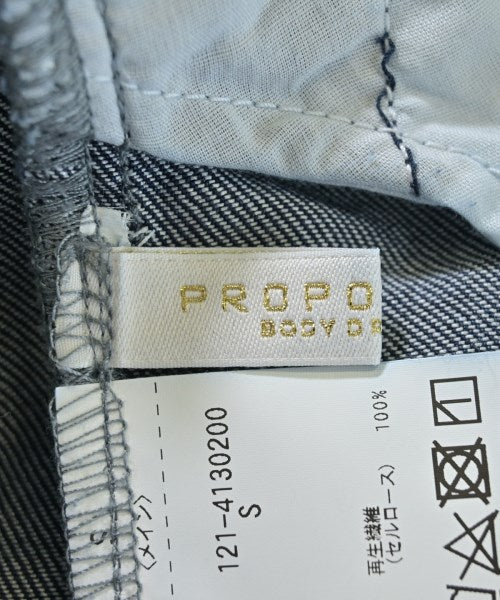 PROPO
BODY D
<メイン>
121-4130200
S
再生繊維 100%
(セルロース)